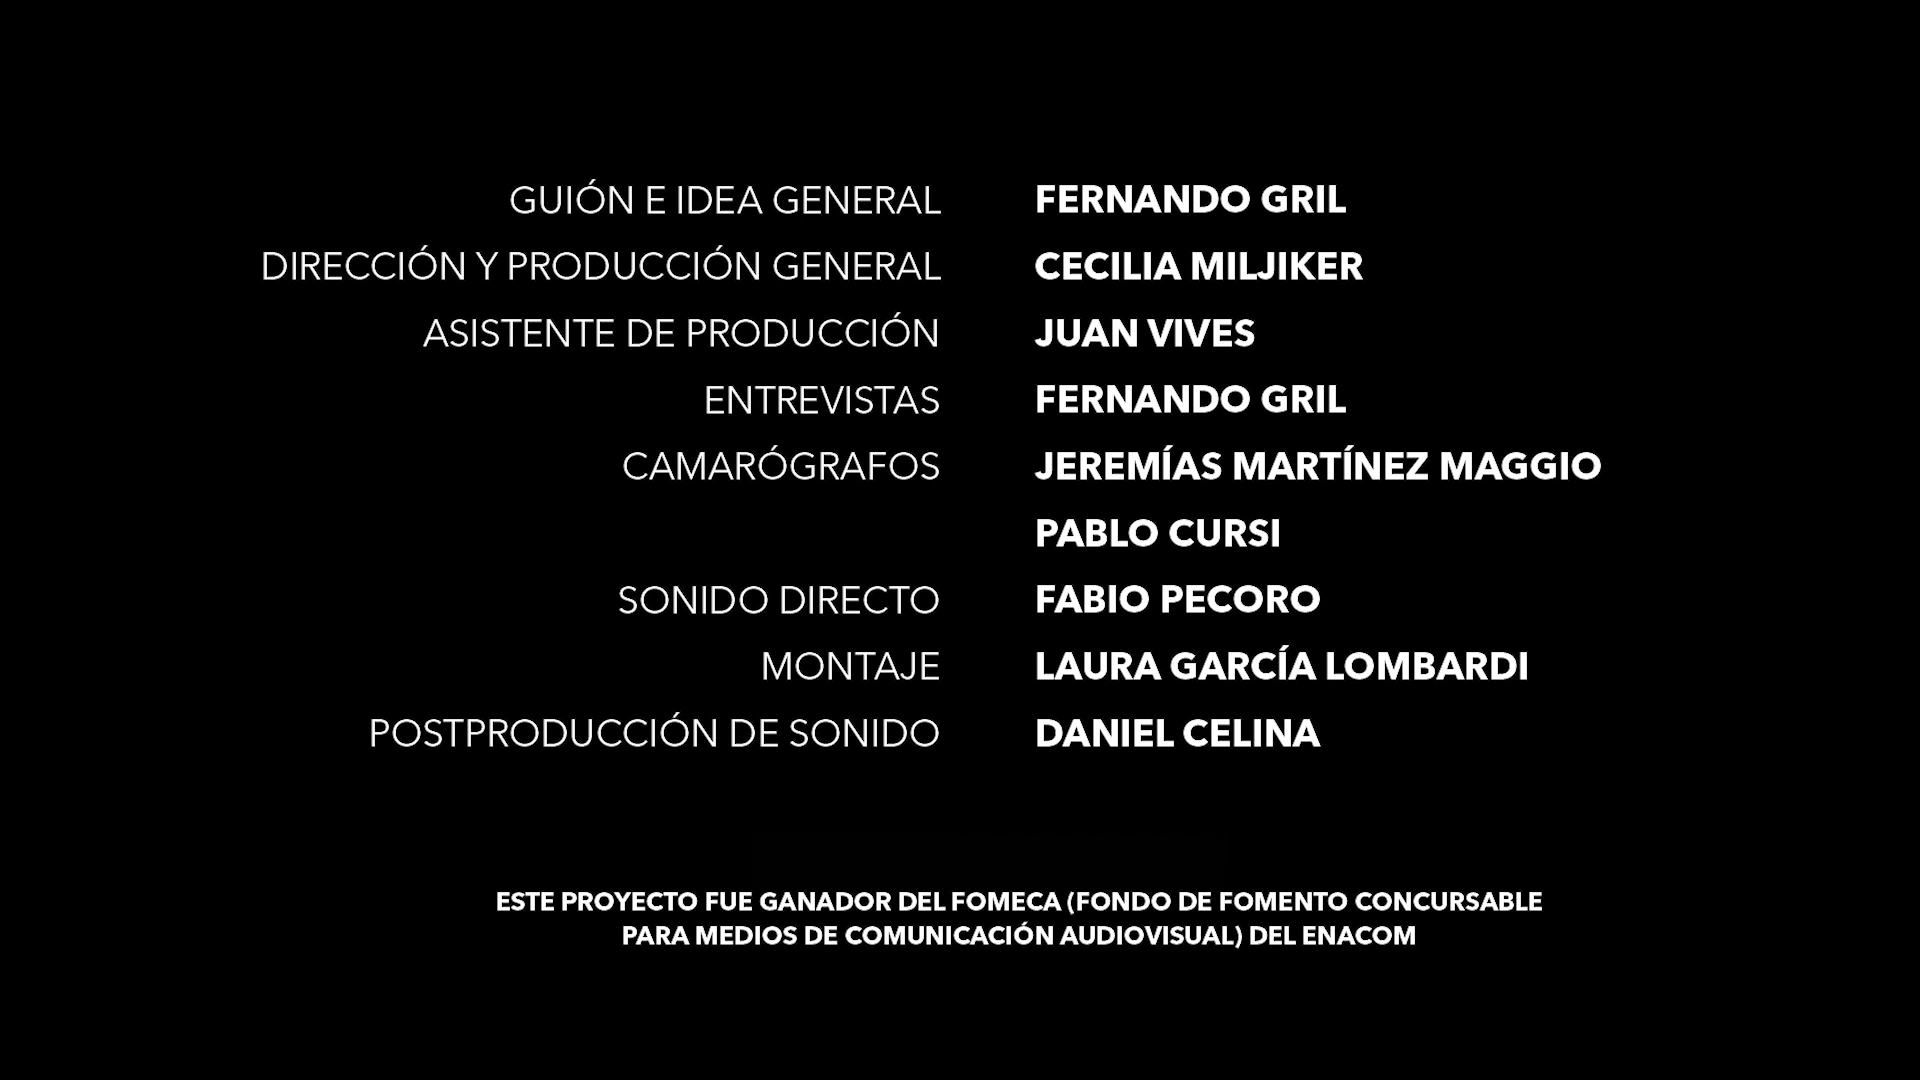 GUIÓN E IDEA GENERAL FERNANDO GRIL
DIRECCIÓN Y PRODUCCIÓN GENERAL CECILIA MILJIKER
ASISTENTE DE PRODUCCIÓN JUAN VIVES
ENTREVISTAS FERNANDO GRIL
CAMARÓGRAFOS JEREMÍAS MARTÍNEZ MAGGIO
PABLO CURSI
SONIDO DIRECTO FABIO PECORO
MONTAJE LAURA GARCÍA LOMBARDI
POSTPRODUCCIÓN DE SONIDO DANIEL CELINA
ESTE PROYECTO FUE GANADOR DEL FOMECA (FONDO DE FOMENTO CONCURSABLE
PARA MEDIOS DE COMUNICACIÓN AUDIOVISUAL) DEL ENACOM